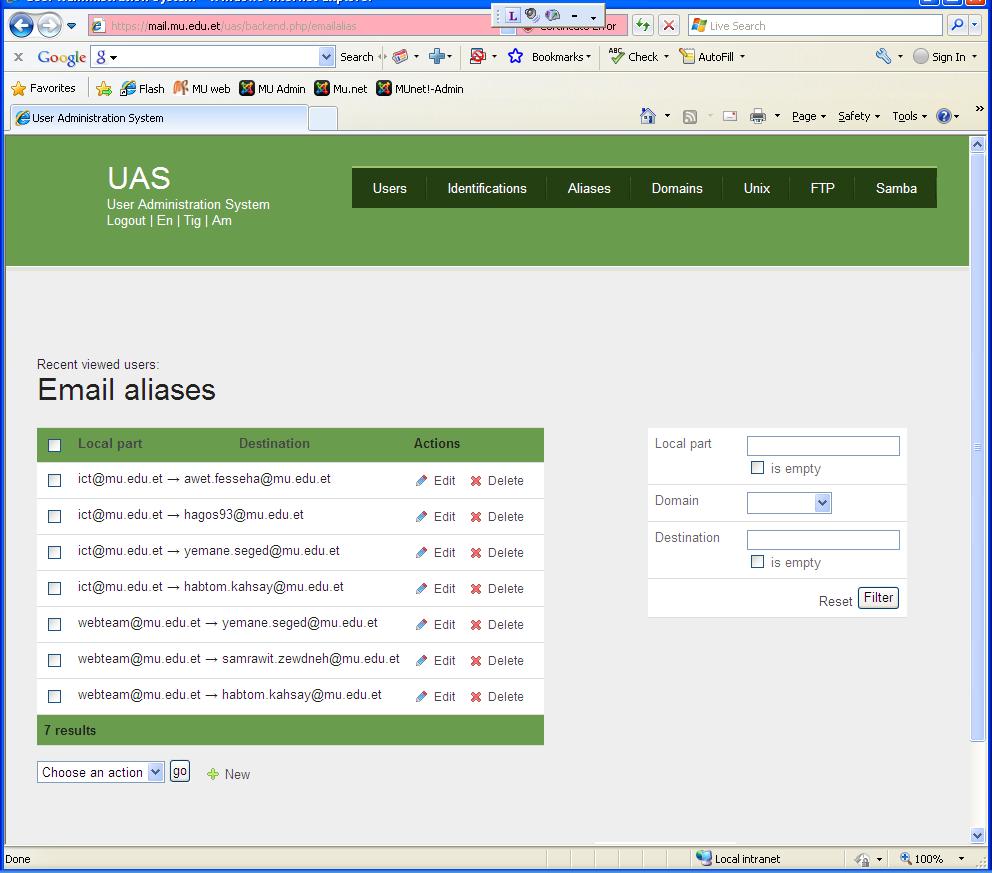 L
https://mail.mu.edu.et/uas/backend.php/emailalias
Certificate Error
Live Search
Google
Search
Bookmarks
Check
AutoFill
Sign In
Favorites
Flash
MU web
MU Admin
Mu.net
MUnet!-Admin
User Administration System
Page
Safety
Tools
UAS
User Administration System
Logout | En | Tig | Am
Users
Identifications
Aliases
Domains
Unix
FTP
Samba
Recent viewed users:
Email aliases
Local part Destination Actions
ict@mu.edu.et → awet.fesseha@mu.edu.et Edit Delete
ict@mu.edu.et → hagos93@mu.edu.et Edit Delete
ict@mu.edu.et → yemane.seged@mu.edu.et Edit Delete
ict@mu.edu.et → habtom.kahsay@mu.edu.et Edit Delete
webteam@mu.edu.et → yemane.seged@mu.edu.et Edit Delete
webteam@mu.edu.et → samrawit.zewdneh@mu.edu.et Edit Delete
webteam@mu.edu.et → habtom.kahsay@mu.edu.et Edit Delete
7 results
Choose an action
go
New
Local part
is empty
Domain
Destination
is empty
Reset
Filter
Done
Local intranet
100%